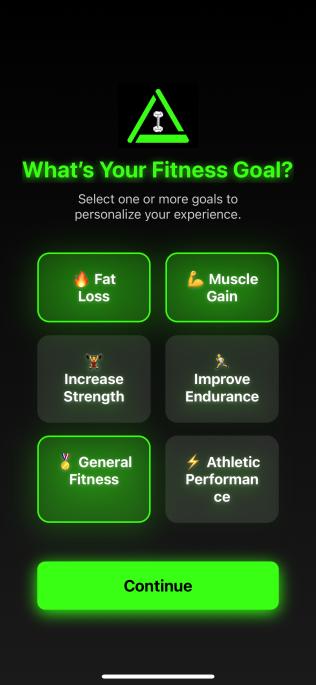 What's Your Fitness Goal?
Select one or more goals to
personalize your experience.
🔥 Fat
Loss
💪 Muscle
Gain
🏋️
Increase
Strength
🏃
Improve
Endurance
🏅 General
Fitness
⚡ Athletic
Performan
ce
Continue